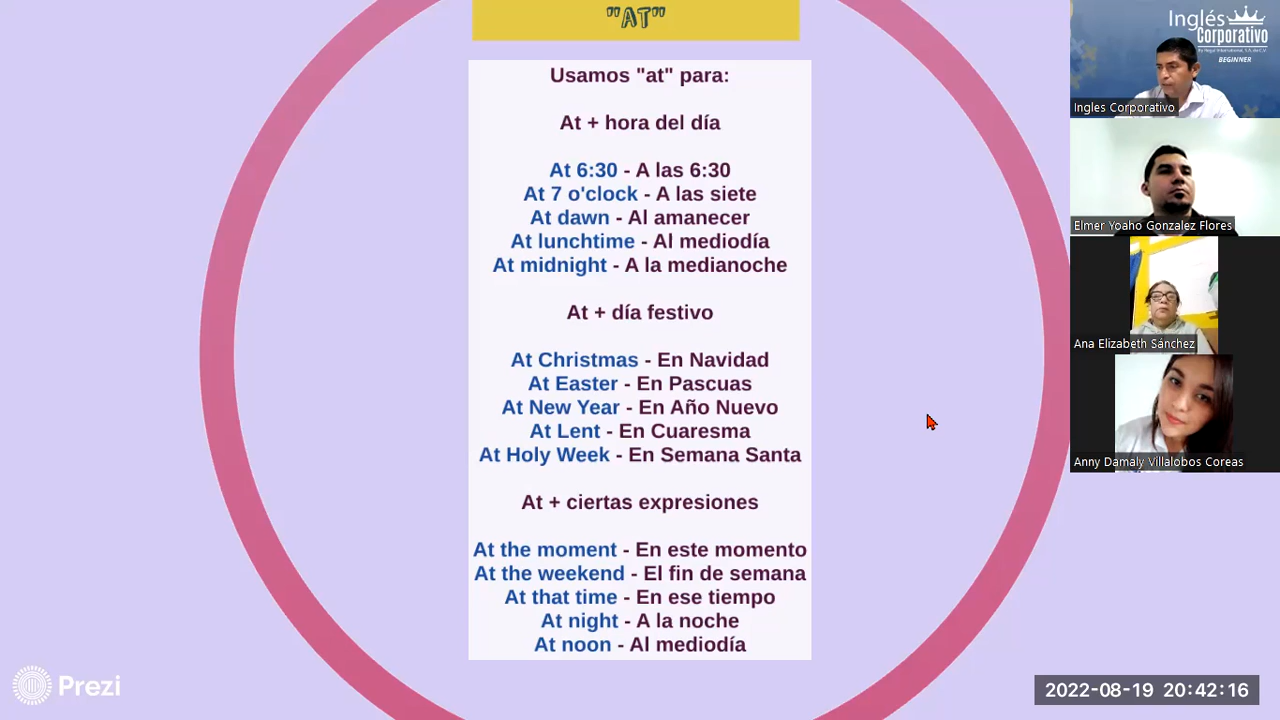 "AT"
Usamos "at" para:
At + hora del día
At 6:30 - A las 6:30
At 7 o'clock - A las siete
At dawn - Al amanecer
At lunchtime - Al mediodía
At midnight - A la medianoche
At + día festivo
At Christmas - En Navidad
At Easter - En Pascuas
At New Year - En Año Nuevo
At Lent - En Cuaresma
At Holy Week - En Semana Santa
At + ciertas expresiones
At the moment - En este momento
At the weekend - El fin de semana
At that time - En ese tiempo
At night - A la noche
At noon - Al mediodía
Prezi
Inglés
Corporativo
BEGINNER
Ingles Corporativo
Elmer Yoaho Gonzalez Flores
Ana Elizabeth Sánchez
Anny Damaly Villalobos Coreas
2022-08-19 20:42:16